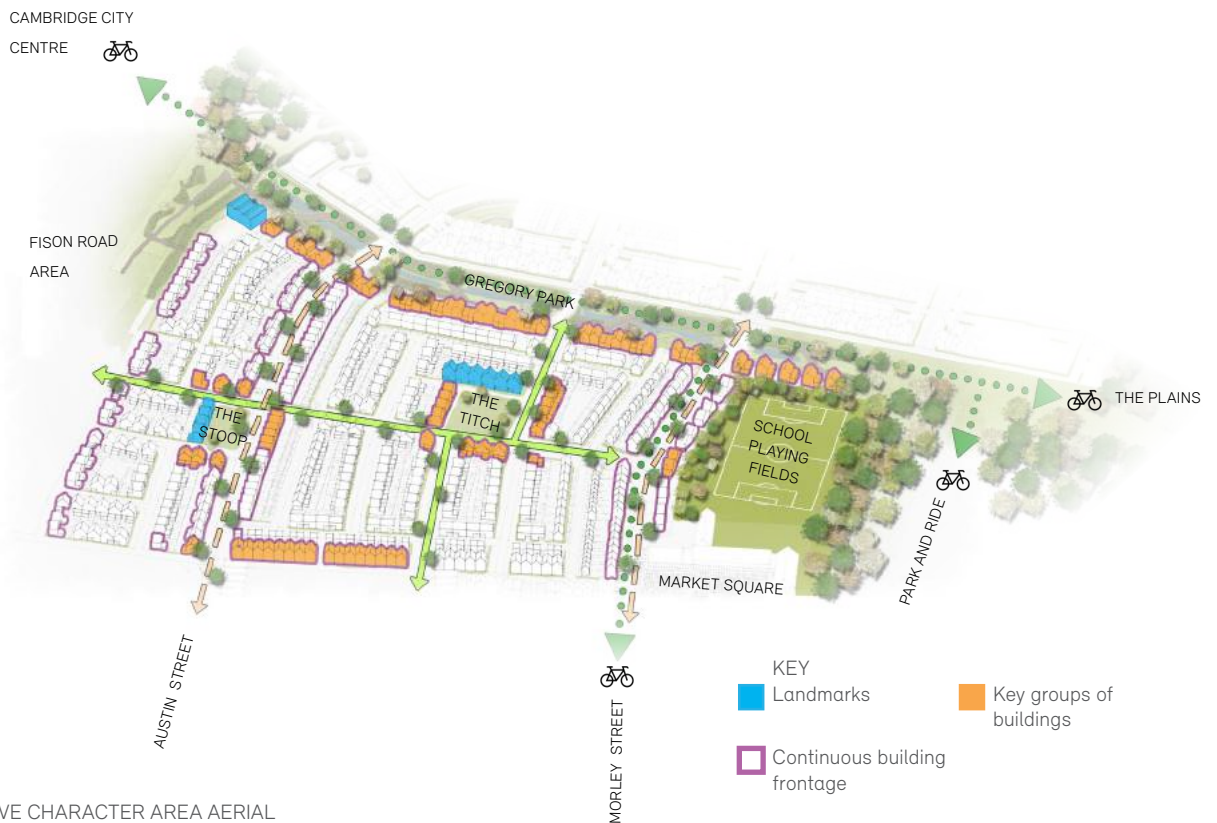 CAMBRIDGE CITY
CENTRE
FISON ROAD
AREA
GREGORY PARK
THE PLAINS
THE
TITCH
THE
STOOP
SCHOOL
PLAYING
FIELDS
PARK AND RIDE
MARKET SQUARE
AUSTIN STREET
MORLEY STREET
KEY
Landmarks
Key groups of
buildings
Continuous building
frontage
VE CHARACTER AREA AERIAL